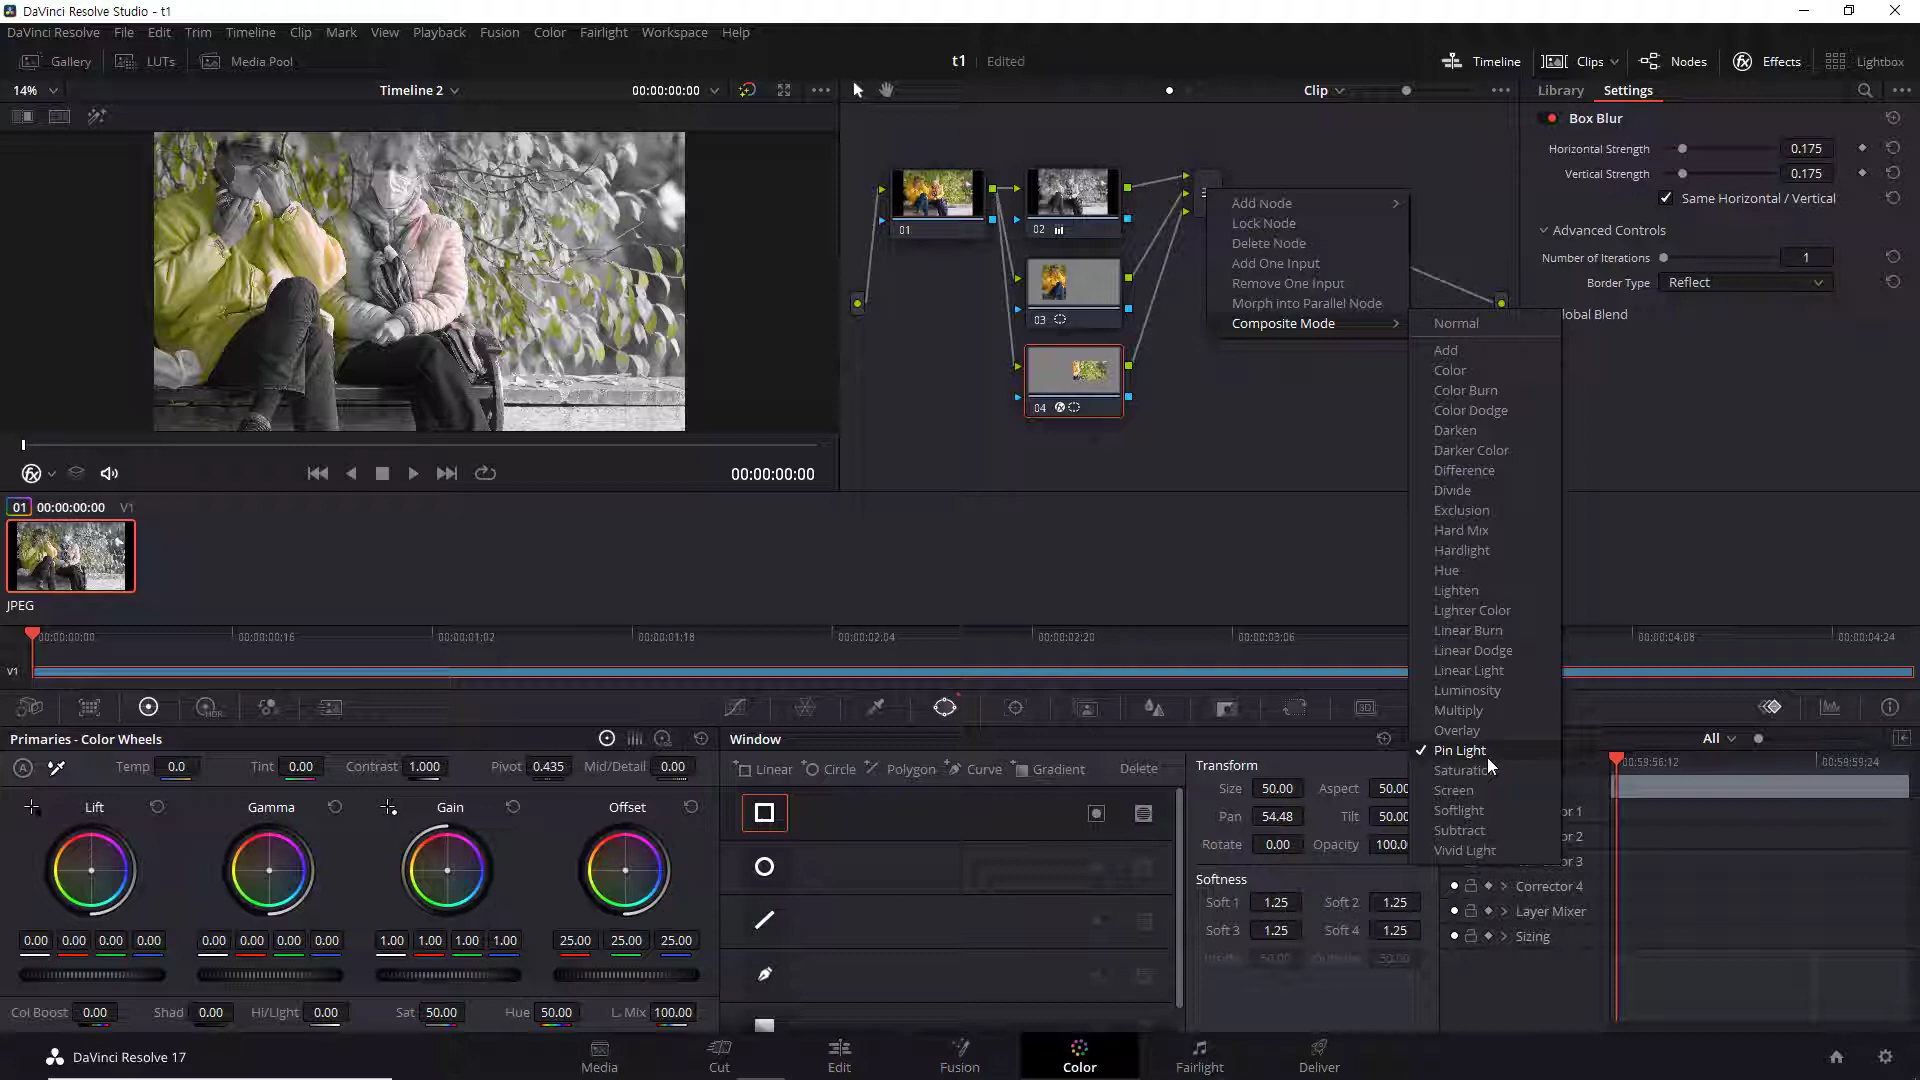 DaVinci Resolve Studio - t1
DaVinci Resolve File Edit Trim Timeline Clip Mark View Playback Fusion Color Fairlight Workspace Help
Gallery LUTs Media Pool t1 Edited Timeline Clips Nodes Effects Lightbox
14% Timeline 2 00:00:00:00 Clip Library Settings
Box Blur
Horizontal Strength 0.175
Vertical Strength 0.175
Same Horizontal / Vertical
Advanced Controls
Number of Iterations 1
Border Type Reflect
lobal Blend
01
02
03
04
Add Node
Lock Node
Delete Node
Add One Input
Remove One Input
Morph into Parallel Node
Composite Mode
Normal
Add
Color
Color Burn
Color Dodge
Darken
Darker Color
Difference
Divide
Exclusion
Hard Mix
Hardlight
Hue
Lighten
Lighter Color
Linear Burn
Linear Dodge
Linear Light
Luminosity
Multiply
Overlay
Pin Light
Saturatio
Screen
Softlight
Subtract
Vivid Light
00:00:00:00
01 00:00:00:00 V1
JPEG
00:00:00:00 00:00:00:16 00:00:01:02 00:00:01:18 00:00:02:04 00:00:02:20 00:00:03:06 00:00:04:08 00:00:04:24
V1
HDR 3D
Primaries - Color Wheels
A Temp 0.0 Tint 0.00 Contrast 1.000 Pivot 0.435 Mid/Detail 0.00
Lift Gamma Gain Offset
0.00 0.00 0.00 0.00 0.00 0.00 0.00 0.00 1.00 1.00 1.00 1.00 25.00 25.00 25.00
Col Boost 0.00 Shad 0.00 Hi/Light 0.00 Sat 50.00 Hue 50.00 L. Mix 100.00
Window
Linear Circle Polygon Curve Gradient Delete
Transform
Size 50.00 Aspect 50.00
Pan 54.48 Tilt 50.00
Rotate 0.00 Opacity 100.0
Softness
Soft 1 1.25 Soft 2 1.25
Soft 3 1.25 Soft 4 1.25
50.00 50.00
All
00:59:56:12 00:59:59:24
or 1
or 2
or 3
Corrector 4
Layer Mixer
Sizing
DaVinci Resolve 17 Media Cut Edit Fusion Color Fairlight Deliver